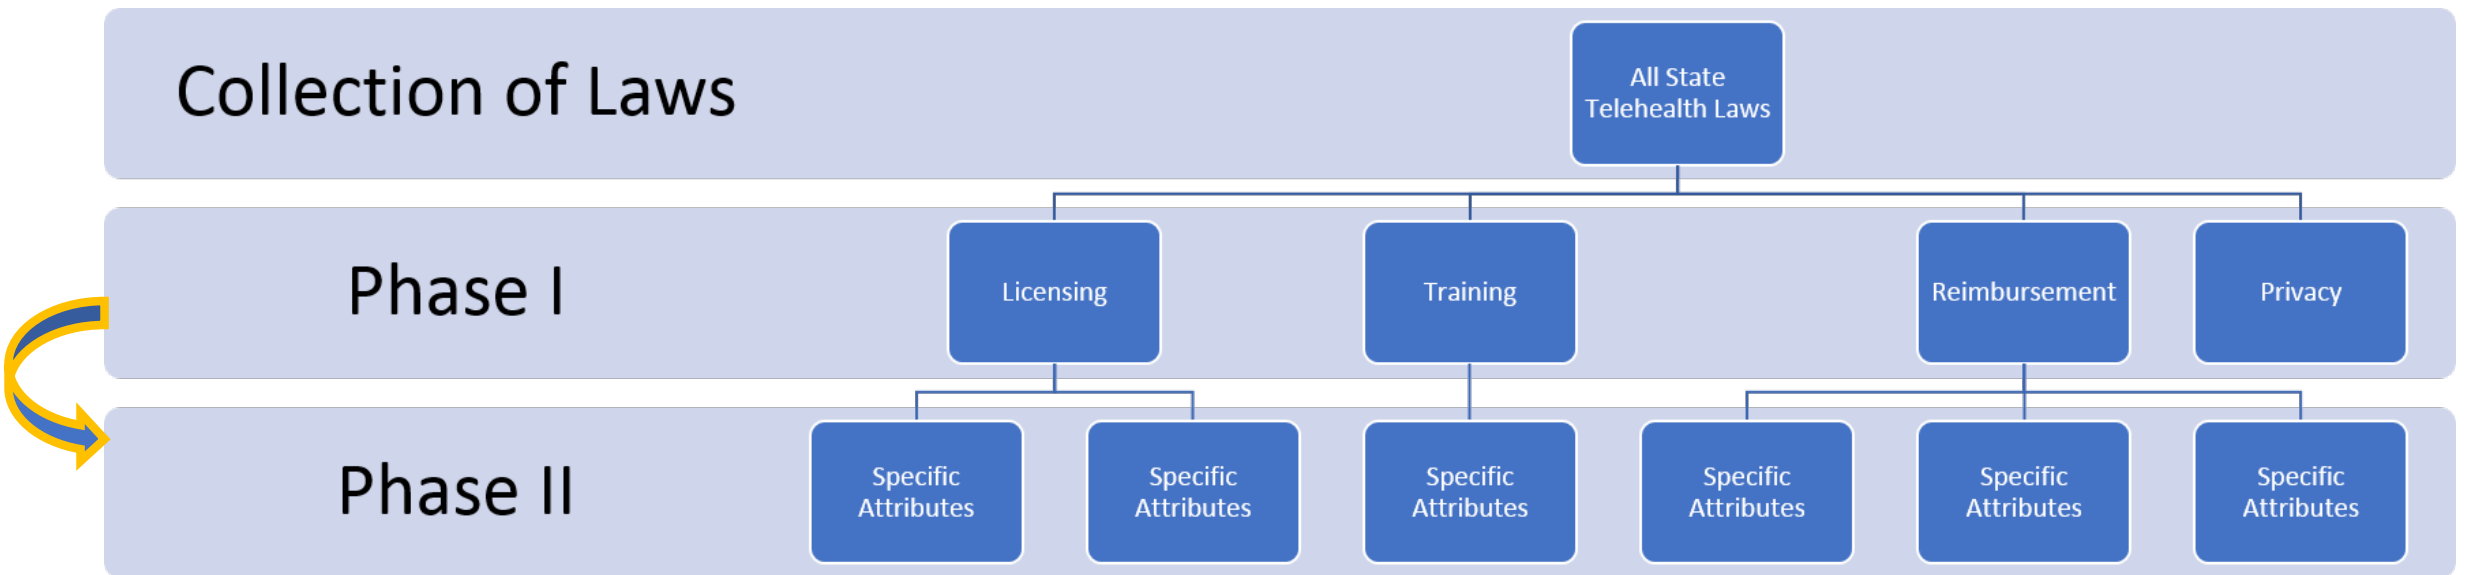 Collection of Laws
All State
Telehealth Laws
Phase I
Licensing
Training
Reimbursement
Privacy
Phase II
Specific
Attributes
Specific
Attributes
Specific
Attributes
Specific
Attributes
Specific
Attributes
Specific
Attributes